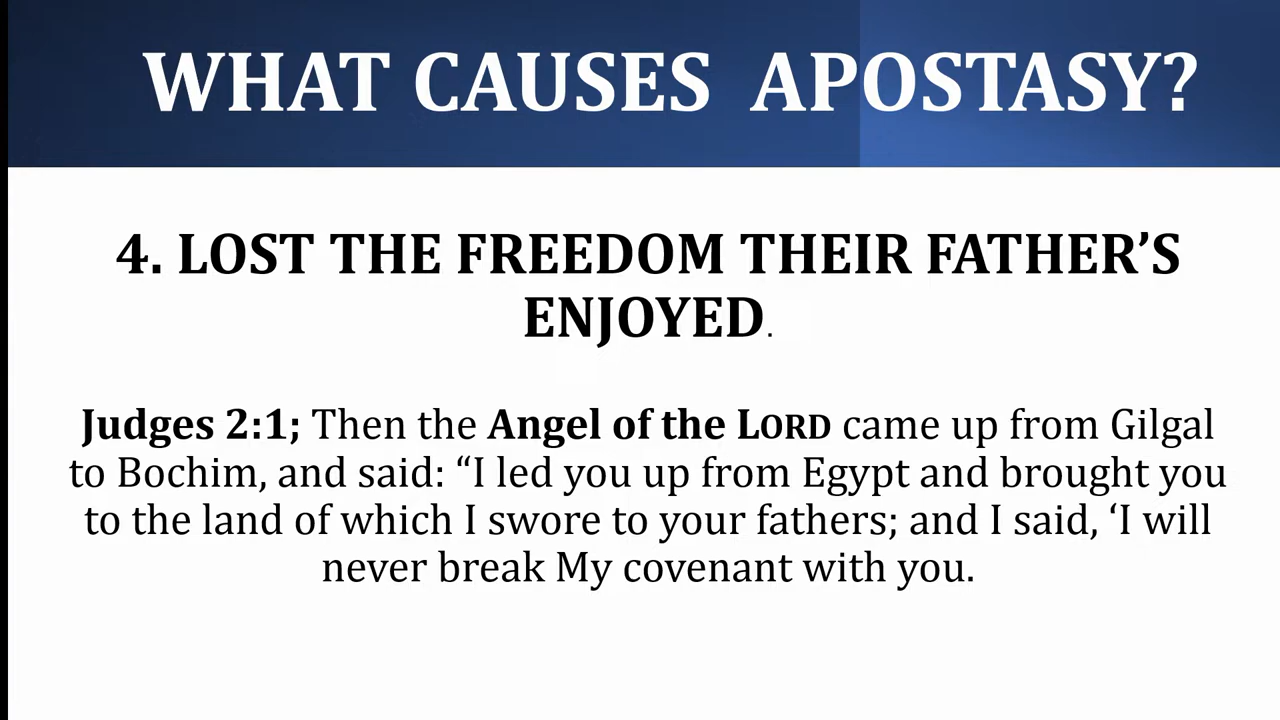 WHAT CAUSES  APOSTASY?
4. LOST THE FREEDOM THEIR FATHER’S
ENJOYED.
Judges 2:1; Then the Angel of the LORD came up from Gilgal
to Bochim, and said: “I led you up from Egypt and brought you
to the land of which I swore to your fathers; and I said, ‘I will
never break My covenant with you.